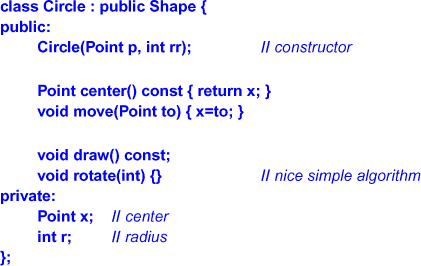 class Circle : public Shape {
public:
Circle(Point p, int rr); // constructor
Point center() const { return x; }
void move(Point to) { x=to; }
void draw() const;
void rotate(int) {} // nice simple algorithm
private:
Point x; // center
int r; // radius
};